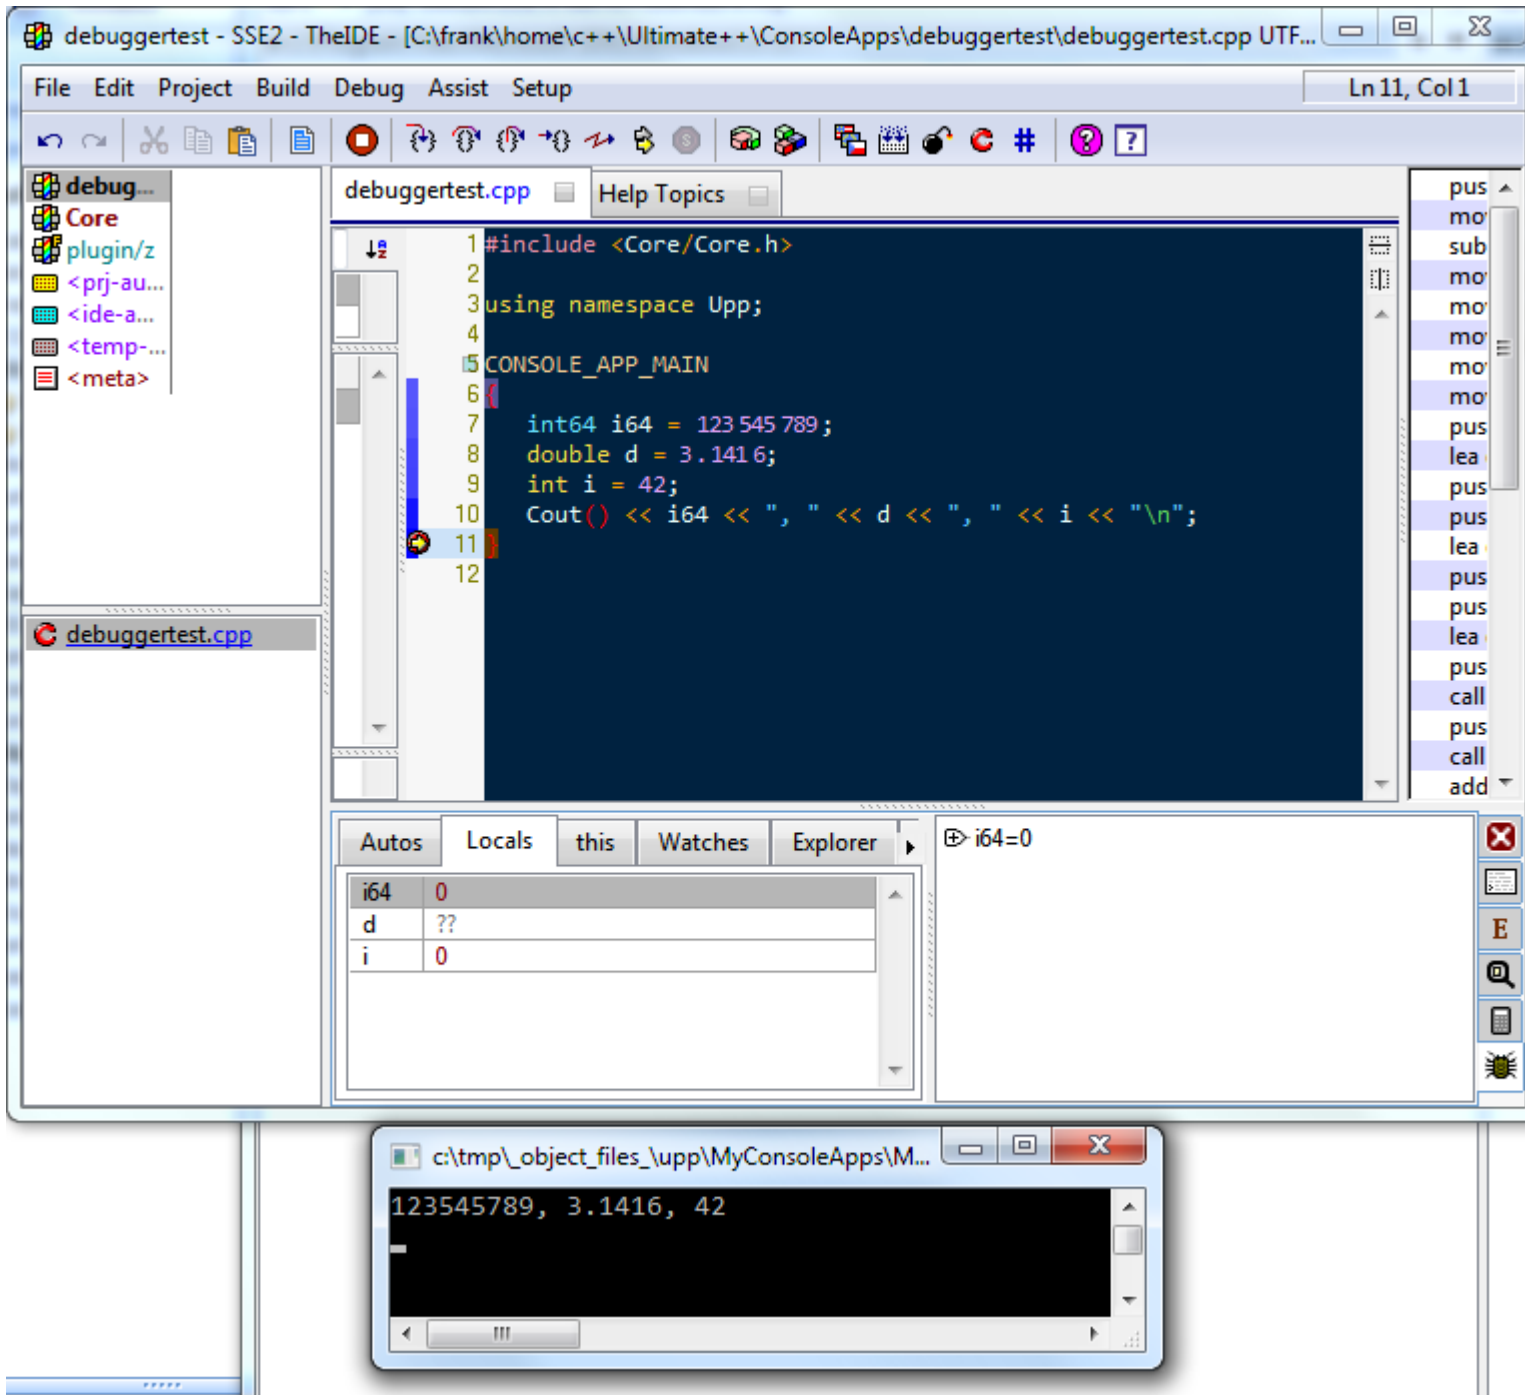 debuggertest - SSE2 - TheIDE - [C:\frank\home\c++\Ultimate++\ConsoleApps\debuggertest\debuggertest.cpp UTF...
File Edit Project Build Debug Assist Setup
Ln 11, Col 1
debug...
Core
plugin/z
<prj-au...
<ide-a...
<temp-...
<meta>
debuggertest.cpp
debuggertest.cpp
Help Topics
1 #include <Core/Core.h>
2
3 using namespace Upp;
4
5 CONSOLE_APP_MAIN
6 {
7 int64 i64 = 123545789;
8 double d = 3.1416;
9 int i = 42;
10 Cout() << i64 << ", " << d << ", " << i << "\n";
11 }
12
pus
mo
sub
mo
mo
mo
mo
mo
pus
lea
pus
pus
lea
pus
pus
lea
pus
call
pus
call
add
Autos Locals this Watches Explorer
i64 0
d ??
i 0
i64=0
E
c:\tmp\_object_files_\upp\MyConsoleApps\M...
123545789, 3.1416, 42